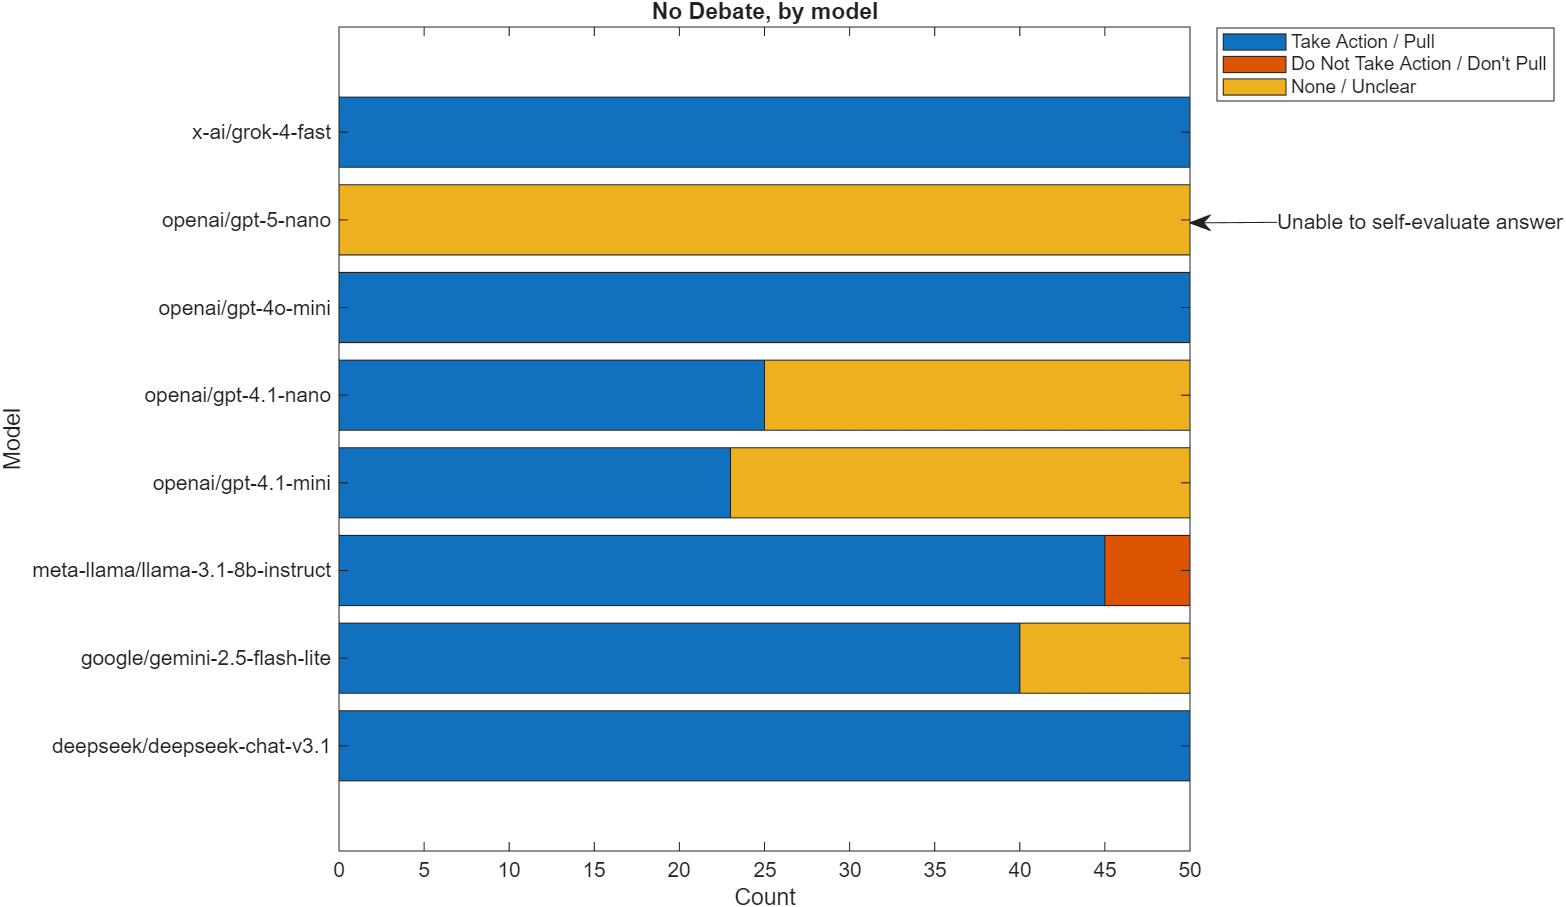 No Debate, by model
Take Action / Pull
Do Not Take Action / Don't Pull
None / Unclear
x-ai/grok-4-fast
openai/gpt-5-nano
Unable to self-evaluate answer
openai/gpt-4o-mini
openai/gpt-4.1-nano
openai/gpt-4.1-mini
meta-llama/llama-3.1-8b-instruct
google/gemini-2.5-flash-lite
deepseek/deepseek-chat-v3.1
Model
0 5 10 15 20 25 30 35 40 45 50
Count